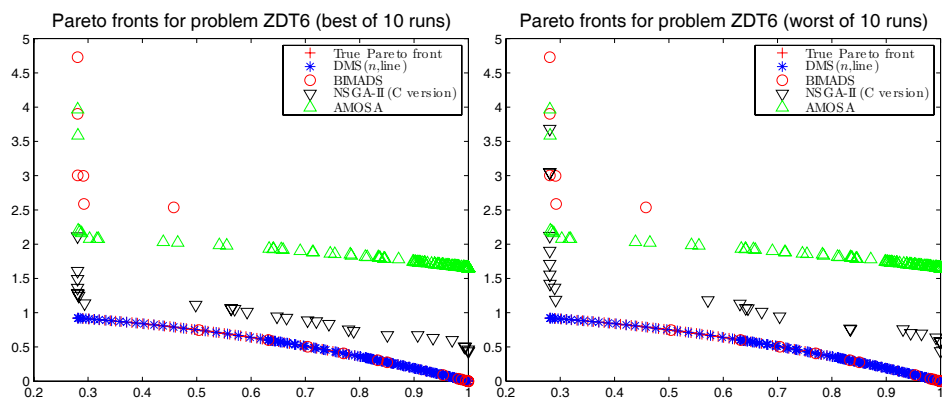 Pareto fronts for problem ZDT6 (best of 10 runs)
5
4.5
4
3.5
3
2.5
2
1.5
1
0.5
0
0.2 0.3 0.4 0.5 0.6 0.7 0.8 0.9 1
True Pareto front
DMS(n,line)
BIMADS
NSGA-II (C version)
AMOSA
Pareto fronts for problem ZDT6 (worst of 10 runs)
5
4.5
4
3.5
3
2.5
2
1.5
1
0.5
0
0.2 0.3 0.4 0.5 0.6 0.7 0.8 0.9 1
True Pareto front
DMS(n,line)
BIMADS
NSGA-II (C version)
AMOSA